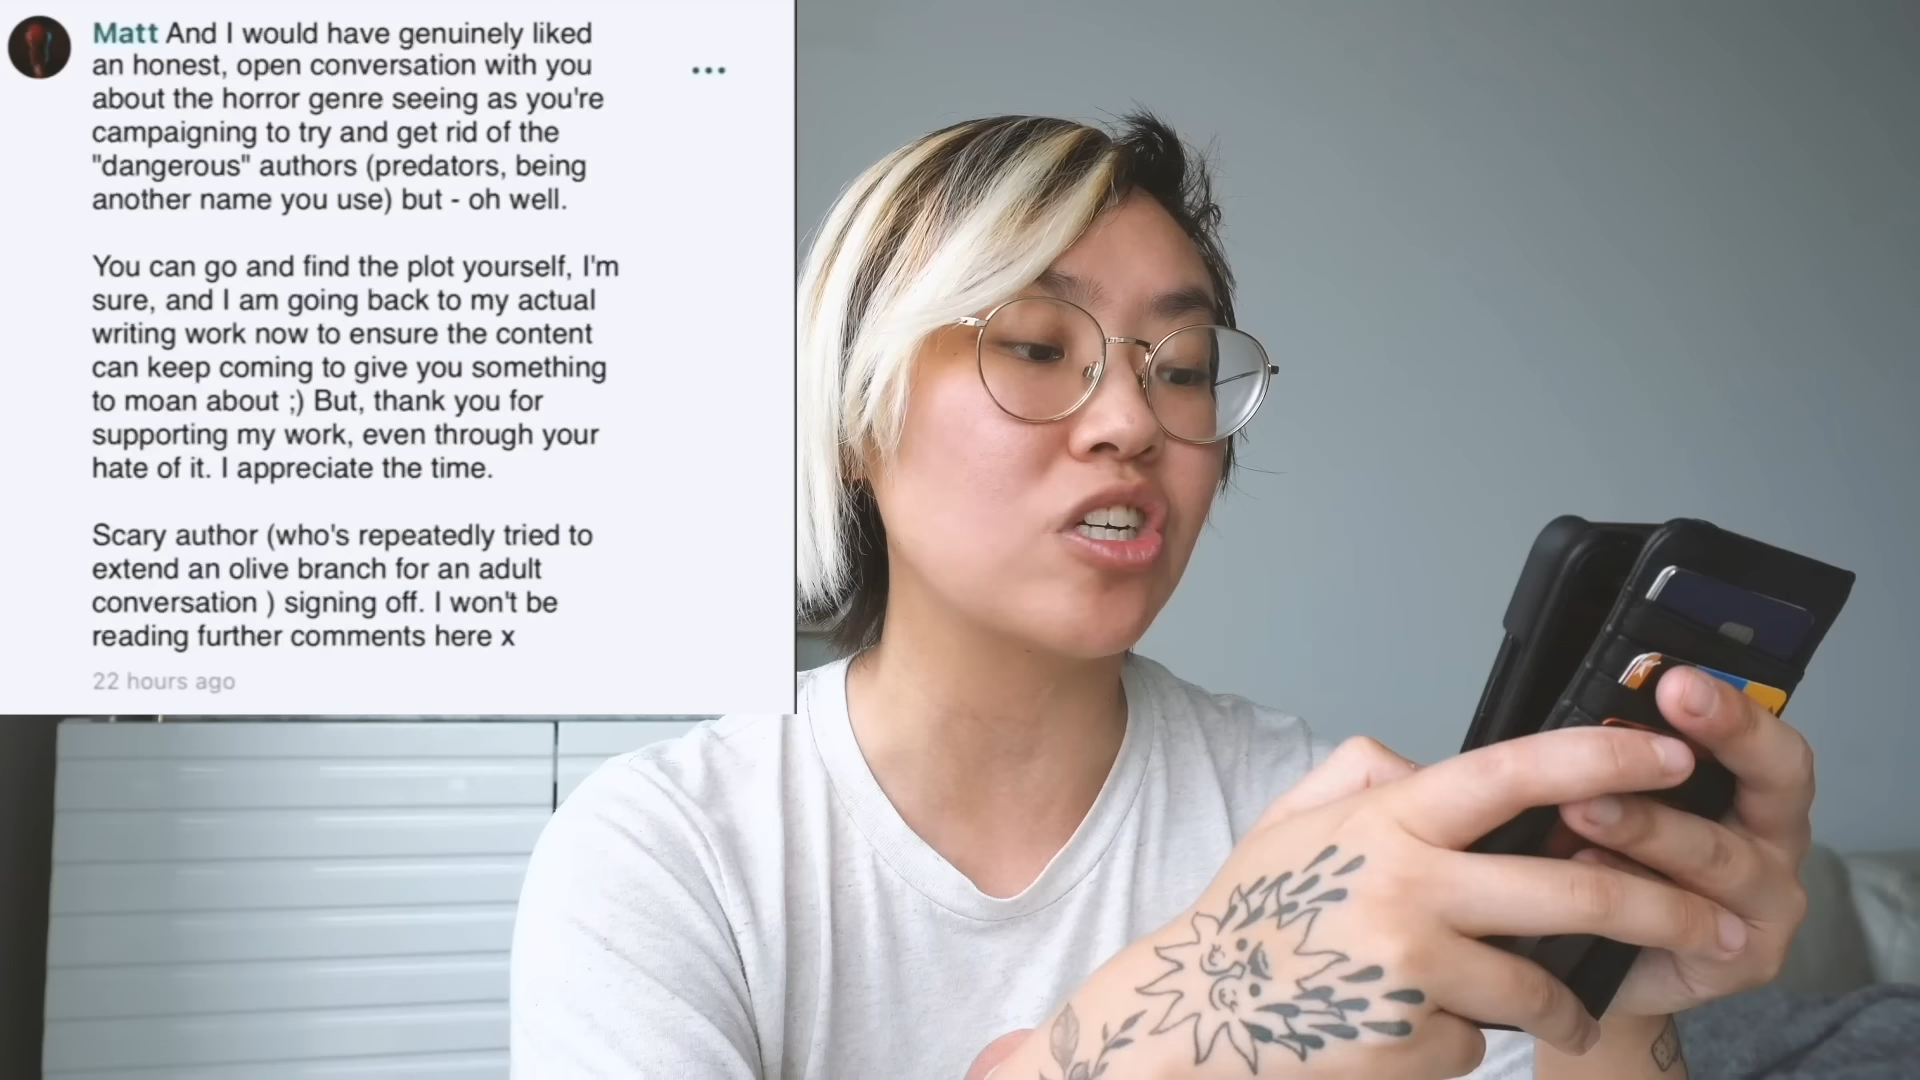 Matt And I would have genuinely liked
an honest, open conversation with you
about the horror genre seeing as you're
campaigning to try and get rid of the
"dangerous" authors (predators, being
another name you use) but - oh well.
You can go and find the plot yourself, I'm
sure, and I am going back to my actual
writing work now to ensure the content
can keep coming to give you something
to moan about ;) But, thank you for
supporting my work, even through your
hate of it. I appreciate the time.
Scary author (who's repeatedly tried to
extend an olive branch for an adult
conversation ) signing off. I won't be
reading further comments here x
22 hours ago